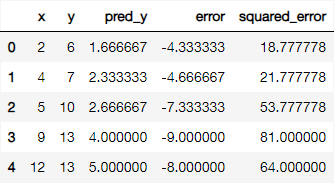 x y pred_y error squared_error
0 2 6 1.666667 -4.333333 18.777778
1 4 7 2.333333 -4.666667 21.777778
2 5 10 2.666667 -7.333333 53.777778
3 9 13 4.000000 -9.000000 81.000000
4 12 13 5.000000 -8.000000 64.000000